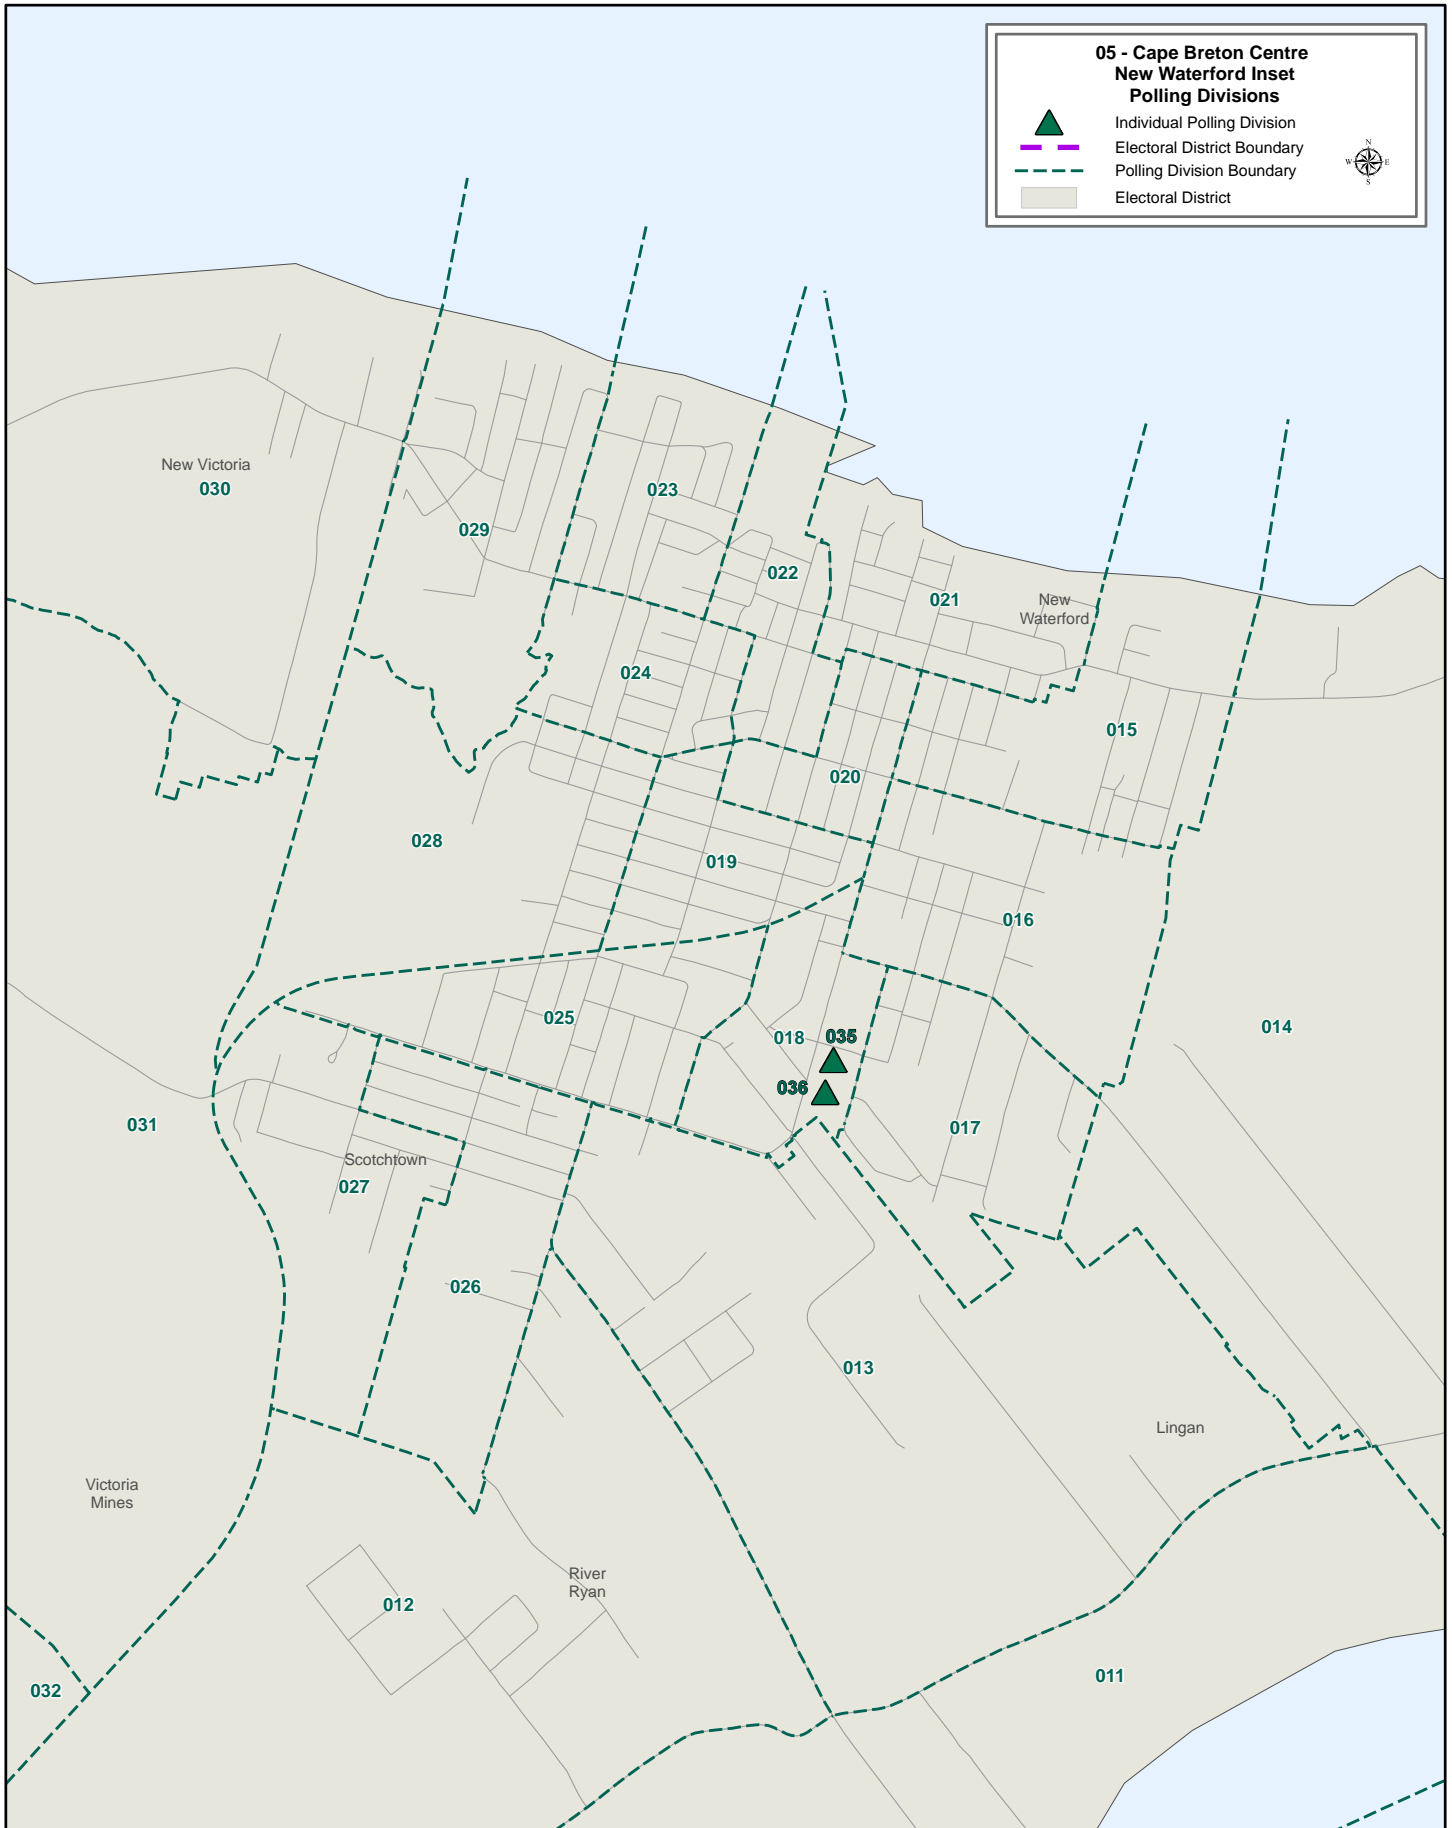 05 - Cape Breton Centre
New Waterford Inset
Polling Divisions
Individual Polling Division
Electoral District Boundary
Polling Division Boundary
Electoral District
N
W
E
S
New Victoria
030
023
029
022
021
New
Waterford
024
015
020
028
019
016
025
014
018
035
036
031
017
Scotchtown
027
026
013
Lingan
Victoria
Mines
River
Ryan
012
011
032